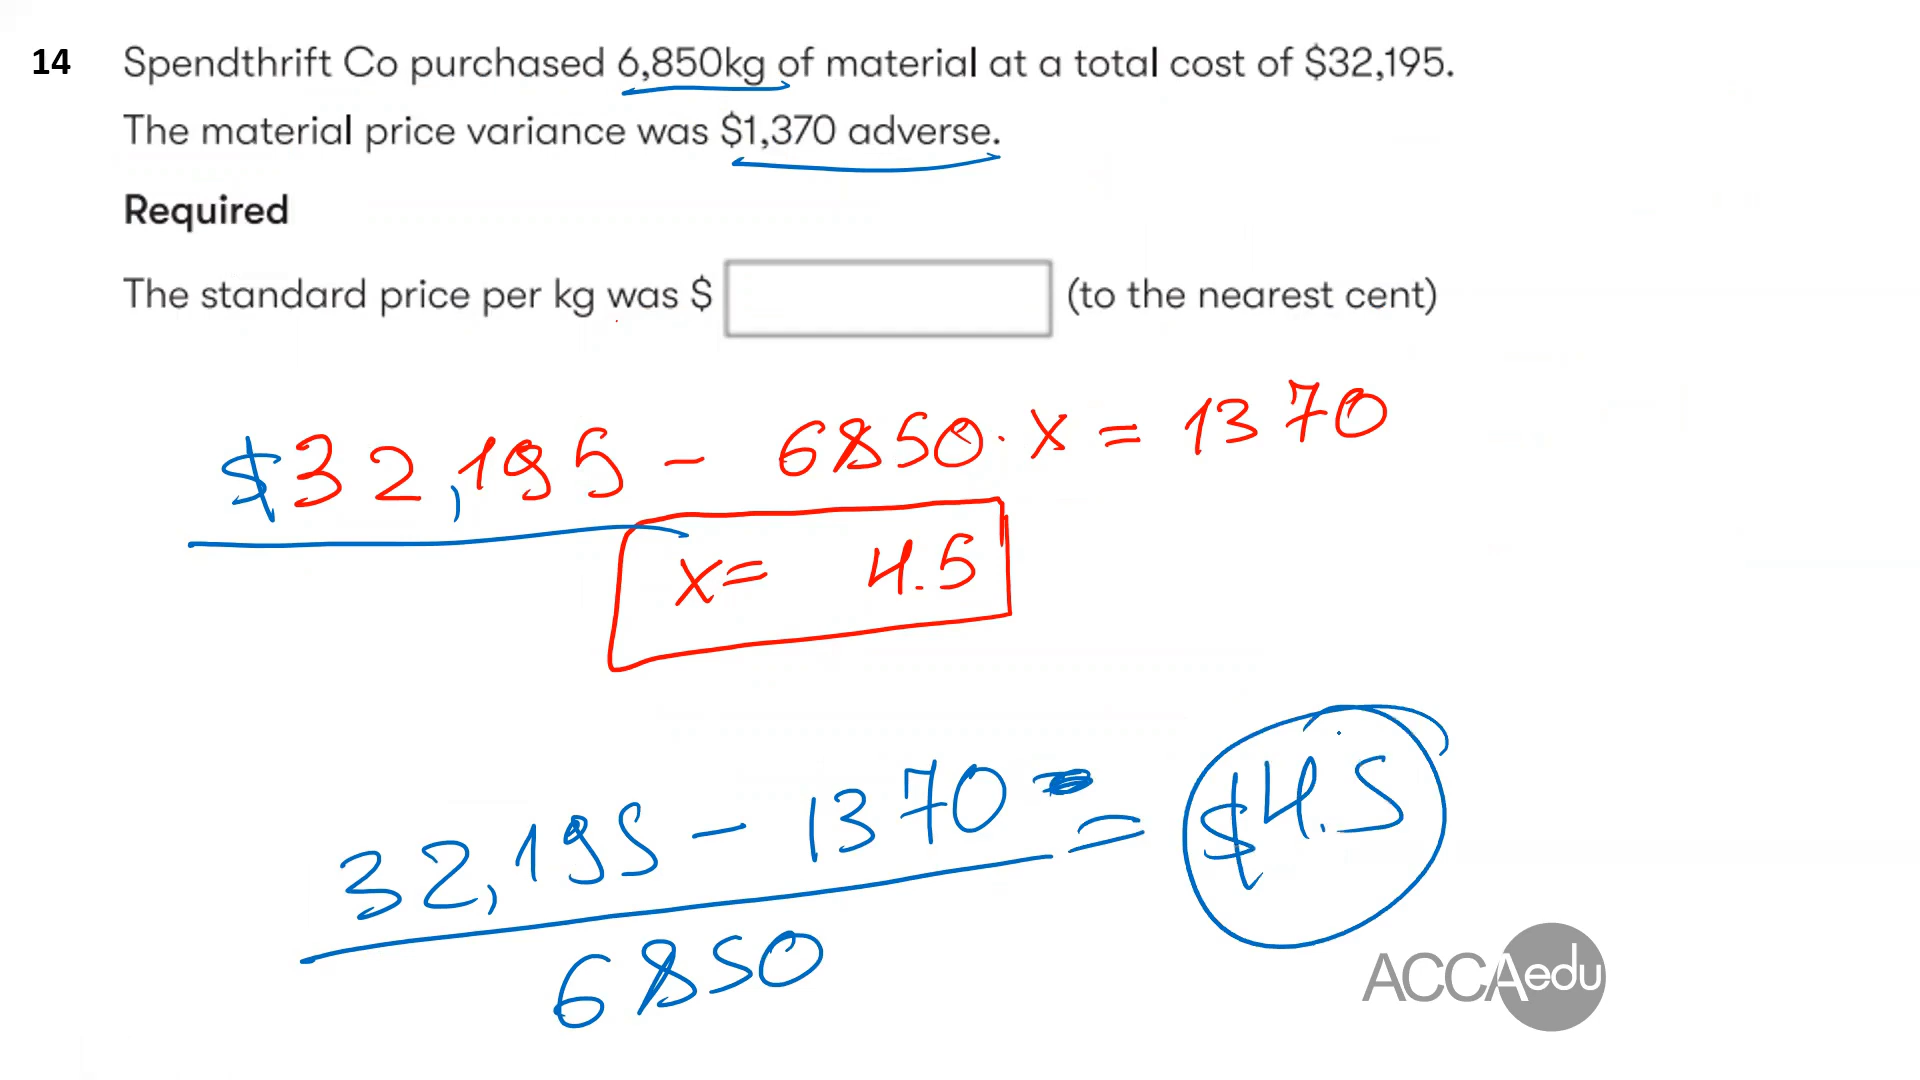 14 Spendthrift Co purchased 6,850kg of material at a total cost of $32,195.
The material price variance was $1,370 adverse.
Required
The standard price per kg was $ (to the nearest cent)
$32,195 - 6850 · x = 1370
x = 4.5
32,195 - 1370 = $4.5
6850
ACCAedu